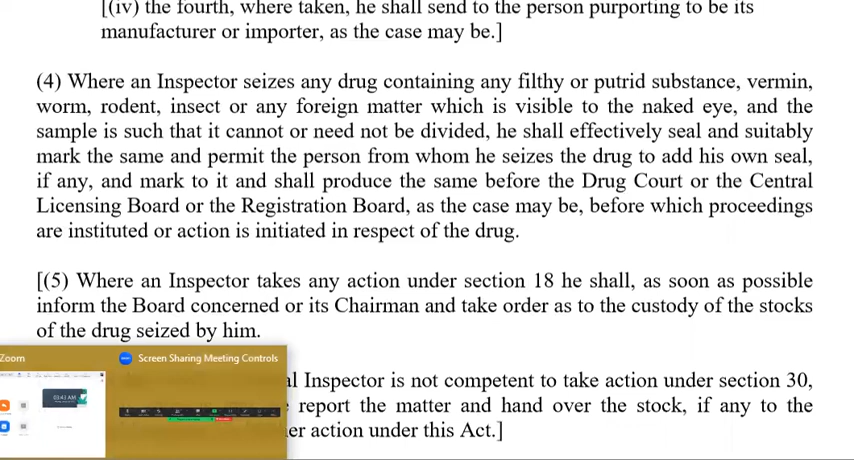 [(iv) the fourth, where taken, he shall send to the person purporting to be its
manufacturer or importer, as the case may be.]
(4) Where an Inspector seizes any drug containing any filthy or putrid substance, vermin,
worm, rodent, insect or any foreign matter which is visible to the naked eye, and the
sample is such that it cannot or need not be divided, he shall effectively seal and suitably
mark the same and permit the person from whom he seizes the drug to add his own seal,
if any, and mark to it and shall produce the same before the Drug Court or the Central
Licensing Board or the Registration Board, as the case may be, before which proceedings
are instituted or action is initiated in respect of the drug.
[(5) Where an Inspector takes any action under section 18 he shall, as soon as possible
inform the Board concerned or its Chairman and take order as to the custody of the stocks
of the drug seized by him.
Zoom
Screen Sharing Meeting Controls
03:43 AM
al Inspector is not competent to take action under section 30,
report the matter and hand over the stock, if any to the
er action under this Act.]